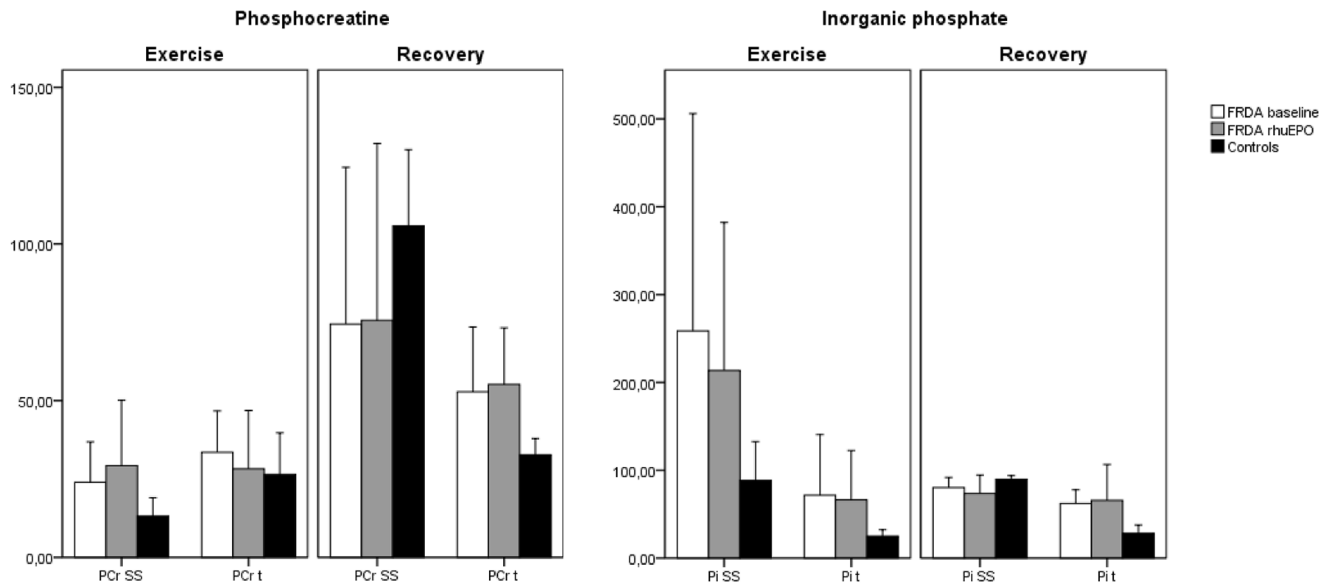 Phosphocreatine
Inorganic phosphate
Exercise
Recovery
Exercise
Recovery
150,00
100,00
50,00
0,00
500,00
400,00
300,00
200,00
100,00
0,00
FRDA baseline
FRDA rhuEPO
Controls
PCr SS
PCr t
PCr SS
PCr t
Pi SS
Pi t
Pi SS
Pi t